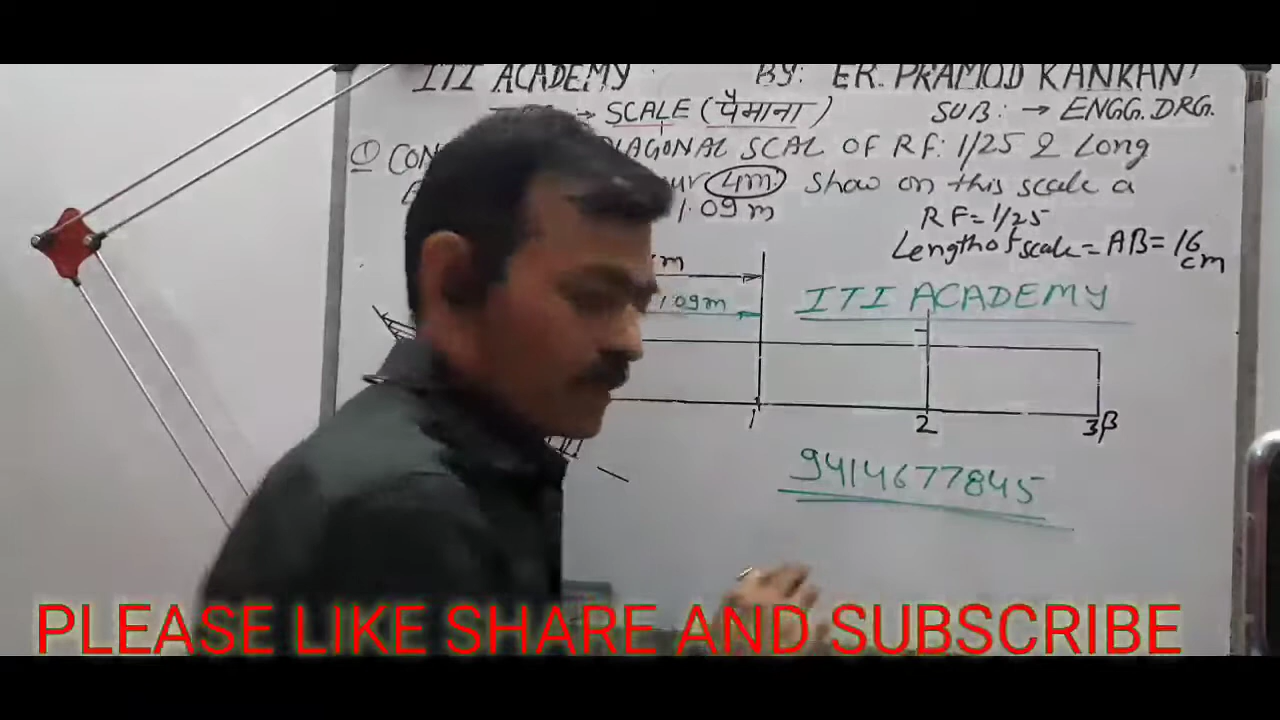 ITI ACADEMY. BY: ER. PRAMOD KANKANI
→ SCALE (पैमाना) SUB: → ENGG. DRG.
① CON DIAGONAL SCAL OF RF: 1/25 & Long
4m. Show on this scale a
1.09 m
RF = 1/25
Length of scale = AB = 16 cm
m
1.09m
ITI ACADEMY
1 2 3B
9414677845
PLEASE LIKE SHARE AND SUBSCRIBE